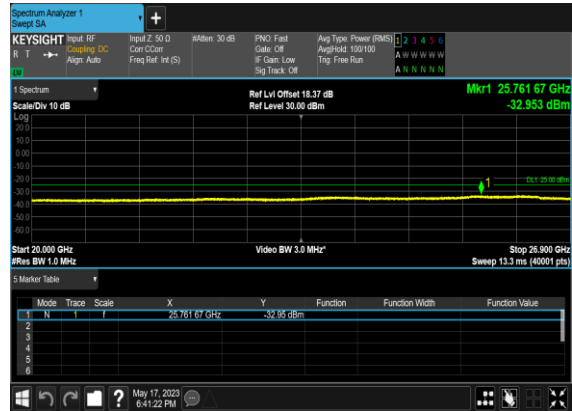 Spectrum Analyzer 1
Swept SA
+
KEYSIGHT Input: RF Input Z: 50 Ω #Atten: 30 dB PNO: Fast Avg Type: Power (RMS) 1 2 3 4 5 6
R T Coupling: DC Corr CCorr Gate: Off Avg|Hold: 100/100 A W W W W W
Align: Auto Freq Ref: Int (S) IF Gain: Low Trig: Free Run
Sig Track: Off A N N N N N
1 Spectrum
Scale/Div 10 dB
Ref Lvl Offset 18.37 dB
Ref Level 30.00 dBm
Mkr1 25.761 67 GHz
-32.953 dBm
Log
20.0
10.0
0.00
-10.0
-20.0
-30.0
-40.0
-50.0
-60.0
1
DL1 -25.00 dBm
Start 20.000 GHz Video BW 3.0 MHz* Stop 26.900 GHz
#Res BW 1.0 MHz Sweep 13.3 ms (40001 pts)
5 Marker Table
Mode Trace Scale X Y Function Function Width Function Value
1 N 1 f 25.761 67 GHz -32.95 dBm
2
3
4
5
6
?
May 17, 2023
6:41:22 PM